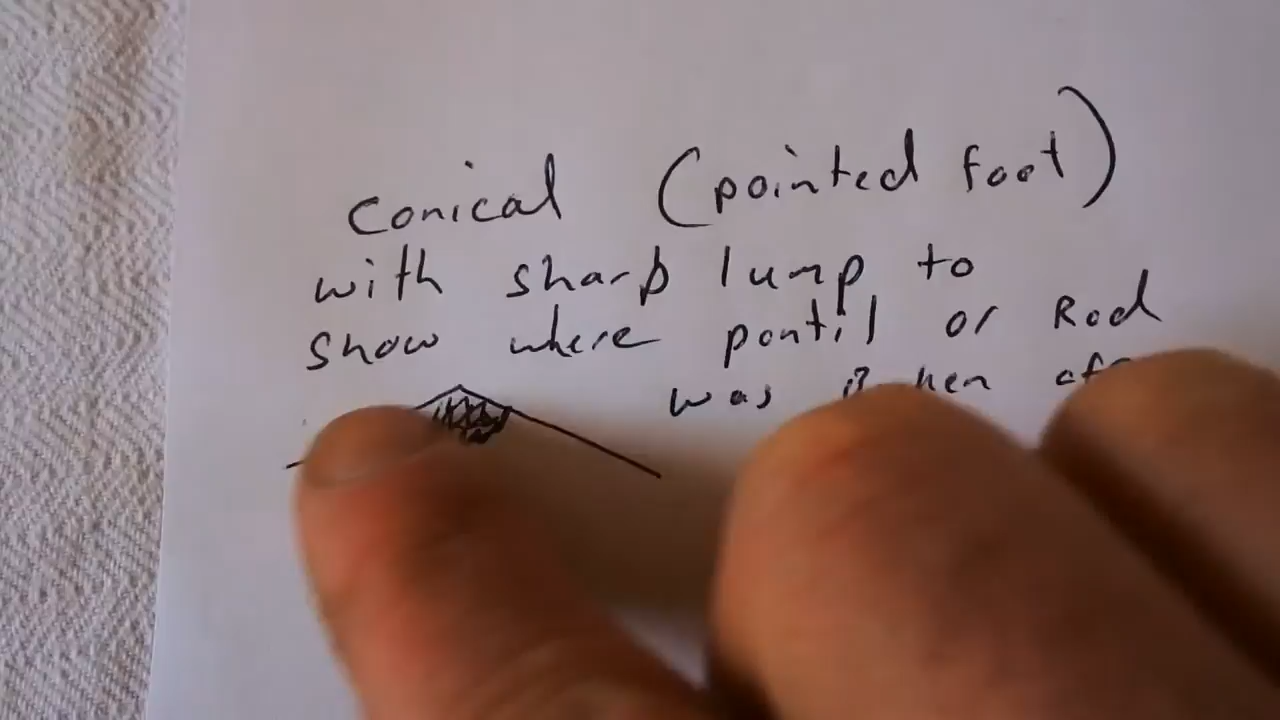 conical (pointed foot)
with sharp lump to
show where pontil or Rod
was